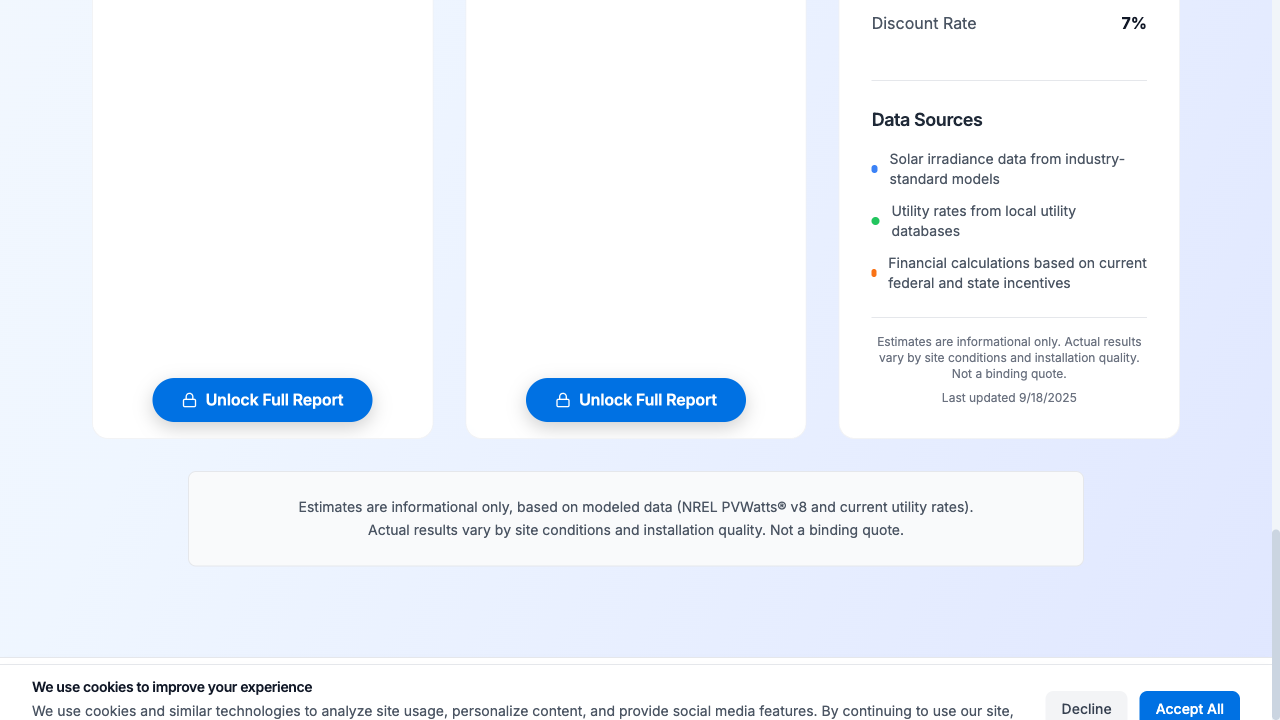 Discount Rate 7%
Data Sources
Solar irradiance data from industry-
standard models
Utility rates from local utility
databases
Financial calculations based on current
federal and state incentives
Estimates are informational only. Actual results
vary by site conditions and installation quality.
Not a binding quote.
Last updated 9/18/2025
Unlock Full Report
Unlock Full Report
Estimates are informational only, based on modeled data (NREL PVWatts® v8 and current utility rates).
Actual results vary by site conditions and installation quality. Not a binding quote.
We use cookies to improve your experience
We use cookies and similar technologies to analyze site usage, personalize content, and provide social media features. By continuing to use our site,
Decline
Accept All